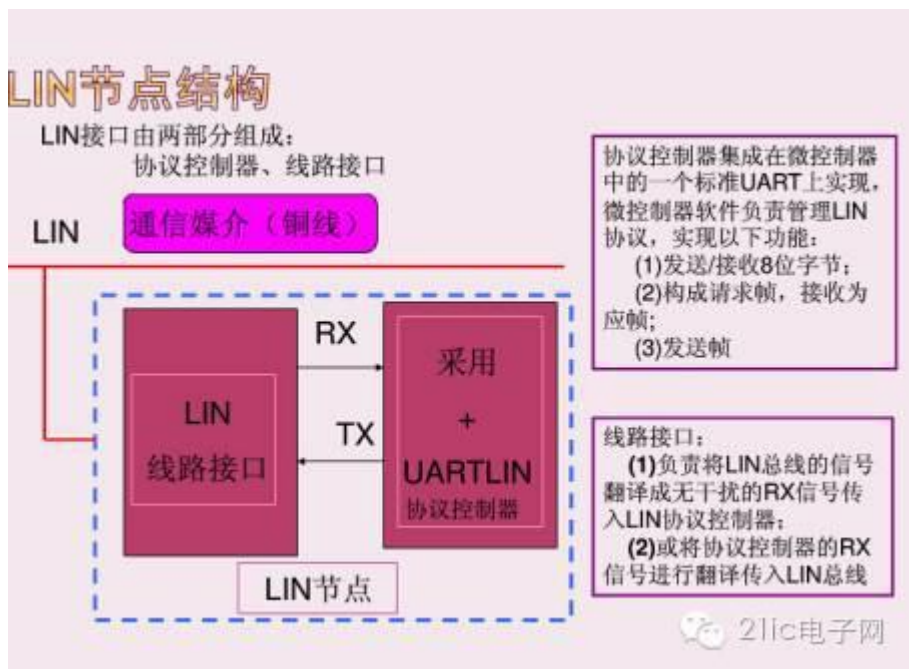 LIN节点结构
LIN接口由两部分组成：
协议控制器、线路接口
LIN
通信媒介（铜线）
RX
TX
LIN
线路接口
采用
+
UARTLIN
协议控制器
LIN节点
协议控制器集成在微控制器
中的一个标准UART上实现，
微控制器软件负责管理LIN
协议，实现以下功能：
(1)发送/接收8位字节；
(2)构成请求帧，接收为
应帧;
(3)发送帧
线路接口：
(1)负责将LIN总线的信号
翻译成无干扰的RX信号传
入LIN协议控制器；
(2)或将协议控制器的RX
信号进行翻译传入LIN总线
21ic电子网